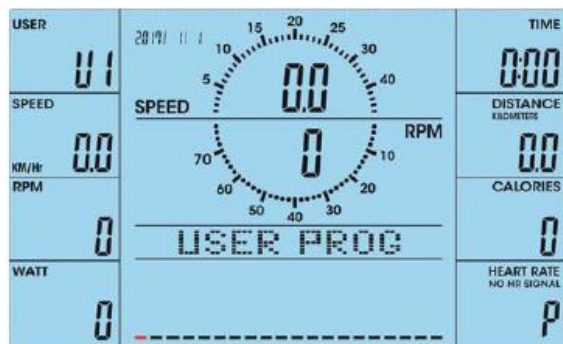 USER
U1
SPEED
KM/Hr 0.0
RPM
0
WATT
0
15 20 25
10 30
5 40
SPEED
0.0
0
RPM
70 10
60 20
50 40 30
USER PROG
TIME
0:00
DISTANCE
KILOMETERS
0.0
CALORIES
0
HEART RATE
NO HR SIGNAL
P